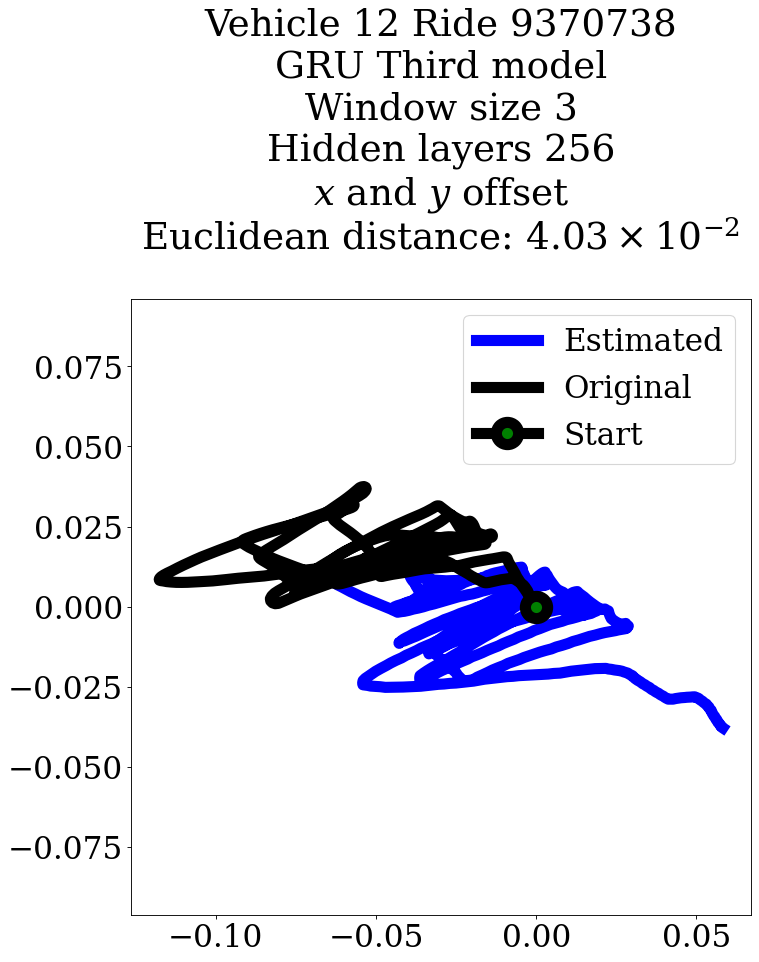 Vehicle 12 Ride 9370738
GRU Third model
Window size 3
Hidden layers 256
x and y offset
Euclidean distance: 4.03 × 10⁻²
Estimated
Original
Start
0.075
0.050
0.025
0.000
−0.025
−0.050
−0.075
−0.10 −0.05 0.00 0.05